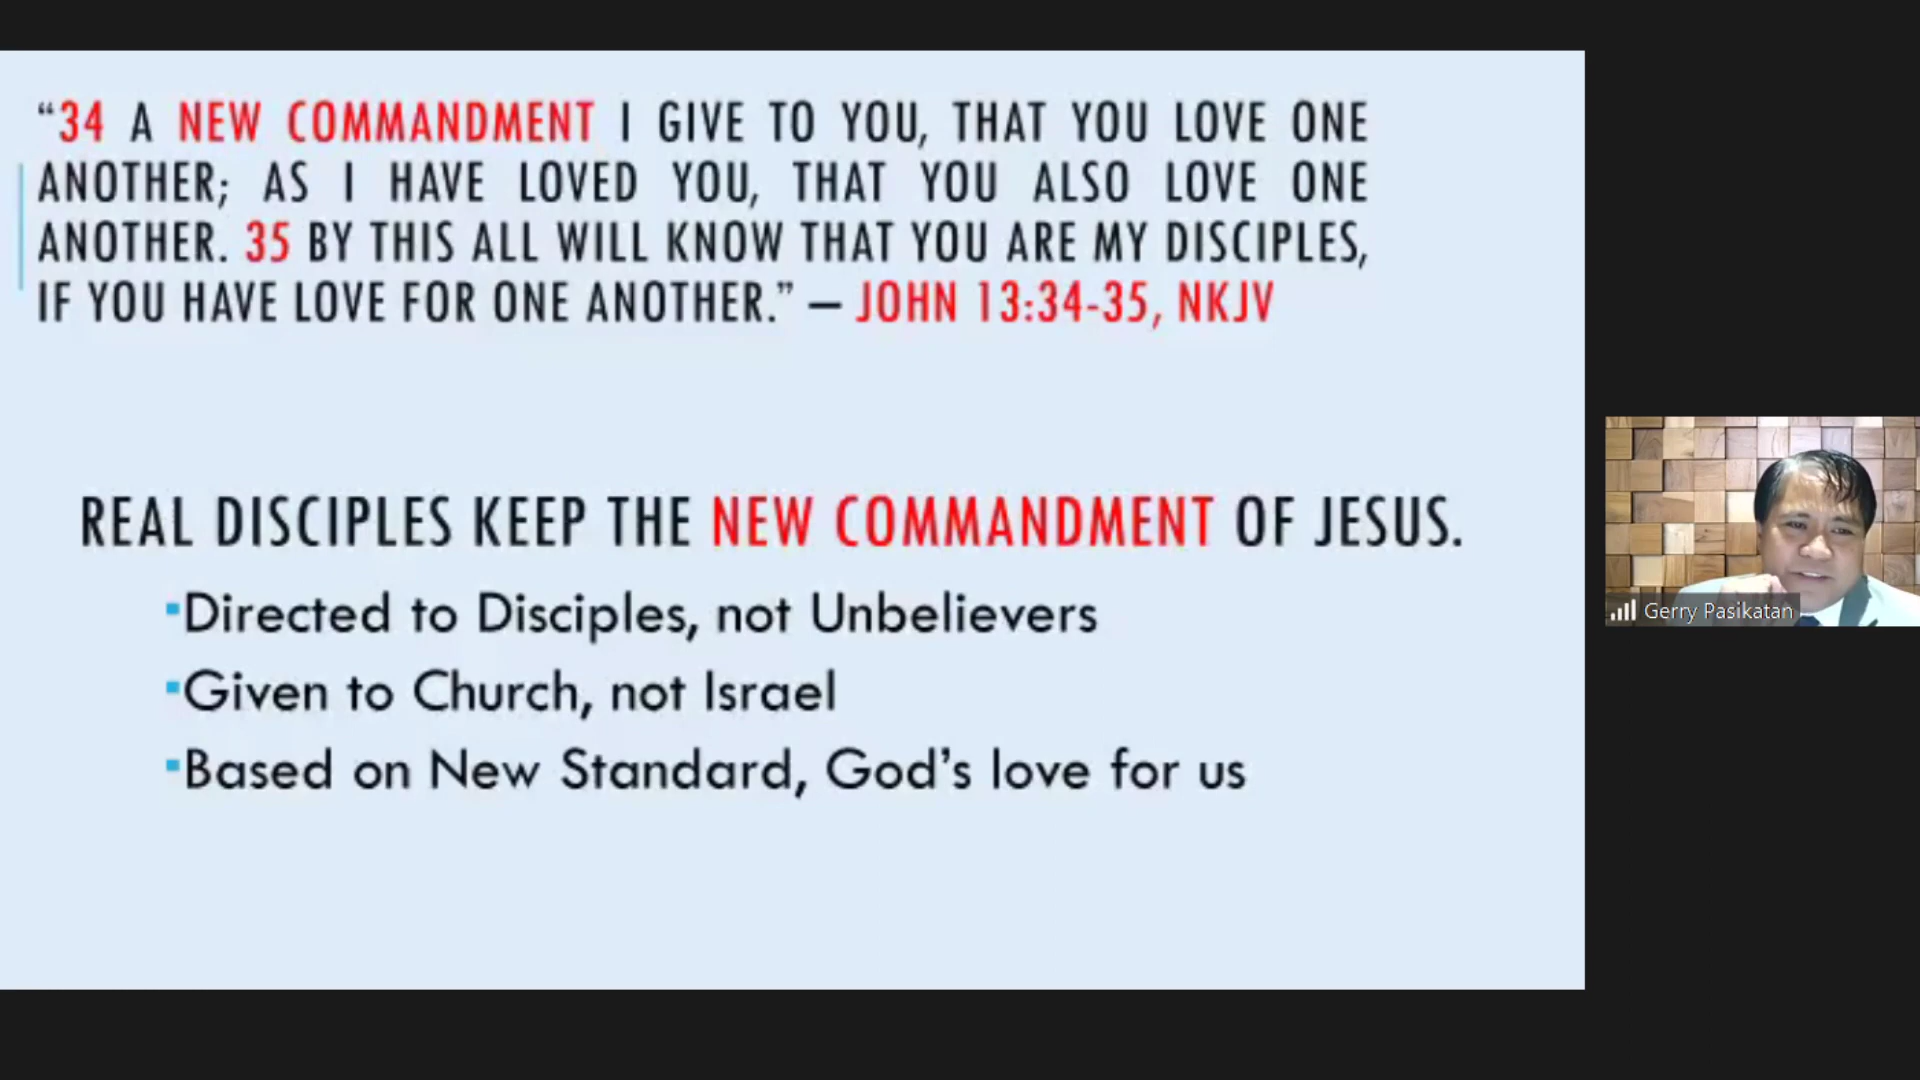 “34 A NEW COMMANDMENT I GIVE TO YOU, THAT YOU LOVE ONE
ANOTHER; AS I HAVE LOVED YOU, THAT YOU ALSO LOVE ONE
ANOTHER. 35 BY THIS ALL WILL KNOW THAT YOU ARE MY DISCIPLES,
IF YOU HAVE LOVE FOR ONE ANOTHER.” – JOHN 13:34-35, NKJV
REAL DISCIPLES KEEP THE NEW COMMANDMENT OF JESUS.
▪Directed to Disciples, not Unbelievers
▪Given to Church, not Israel
▪Based on New Standard, God’s love for us
Gerry Pasikatan